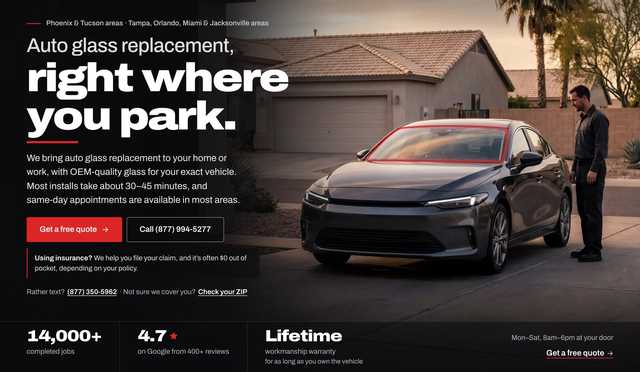 Phoenix & Tucson areas · Tampa, Orlando, Miami & Jacksonville areas
Auto glass replacement,
right where
you park.
We bring auto glass replacement to your home or
work, with OEM-quality glass for your exact vehicle.
Most installs take about 30–45 minutes, and
same-day appointments are available in most areas.
Get a free quote →
Call (877) 994-5277
Using insurance? We help you file your claim, and it's often $0 out of
pocket, depending on your policy.
Rather text? (877) 350-5962 · Not sure we cover you? Check your ZIP
14,000+
completed jobs
4.7 ★
on Google from 400+ reviews
Lifetime
workmanship warranty
for as long as you own the vehicle
Mon–Sat, 8am–6pm at your door
Get a free quote →